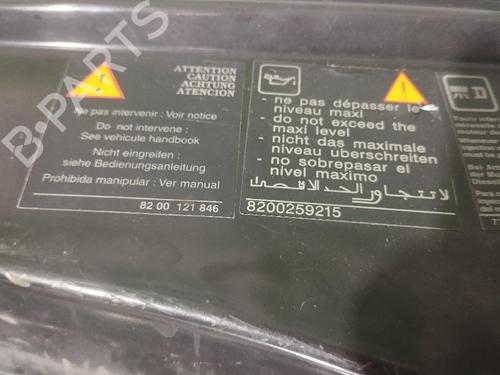 B-PARTS
ATTENTION
CAUTION
ACHTUNG
ATENCION
Ne pas intervenir : Voir notice
Do not intervene :
See vehicule handbook
Nicht eingreifen :
siehe Bedienungsanleitung
Prohibida manipular : Ver manual
82 00 121 846
- ne pas dépasser le
niveau maxi
- do not exceed the
maxi level
- nicht das maximale
niveau uberschreiten
- no sobrepasar el
nivel maximo
لا تتجاوز الحد الاقصى
8200259215